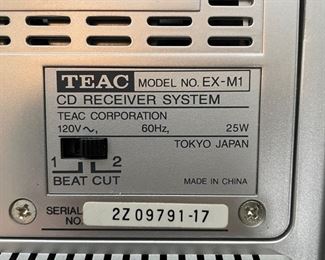 TEAC MODEL NO. EX-M1
CD RECEIVER SYSTEM
TEAC CORPORATION
120V~, 60Hz, 25W
TOKYO JAPAN
1 2
BEAT CUT
MADE IN CHINA
SERIAL NO. 2Z09791-17